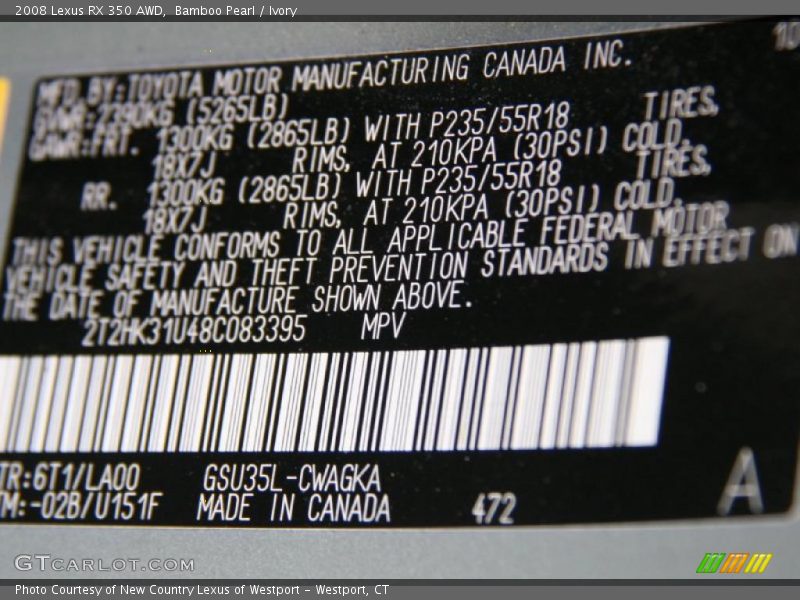 2008 Lexus RX 350 AWD, Bamboo Pearl / Ivory
10
MFD BY:TOYOTA MOTOR MANUFACTURING CANADA INC.
GVWR:2390KG (5265LB)
GAWR:FRT. 1300KG (2865LB) WITH P235/55R18 TIRES,
18X7J RIMS, AT 210KPA (30PSI) COLD.
RR. 1300KG (2865LB) WITH P235/55R18 TIRES,
18X7J RIMS, AT 210KPA (30PSI) COLD.
THIS VEHICLE CONFORMS TO ALL APPLICABLE FEDERAL MOTOR
VEHICLE SAFETY AND THEFT PREVENTION STANDARDS IN EFFECT ON
THE DATE OF MANUFACTURE SHOWN ABOVE.
2T2HK31U48C083395 MPV
TR:6T1/LA00 GSU35L-CWAGKA
TM:-02B/U151F MADE IN CANADA 472 A
GTCARLOT.COM
Photo Courtesy of New Country Lexus of Westport - Westport, CT